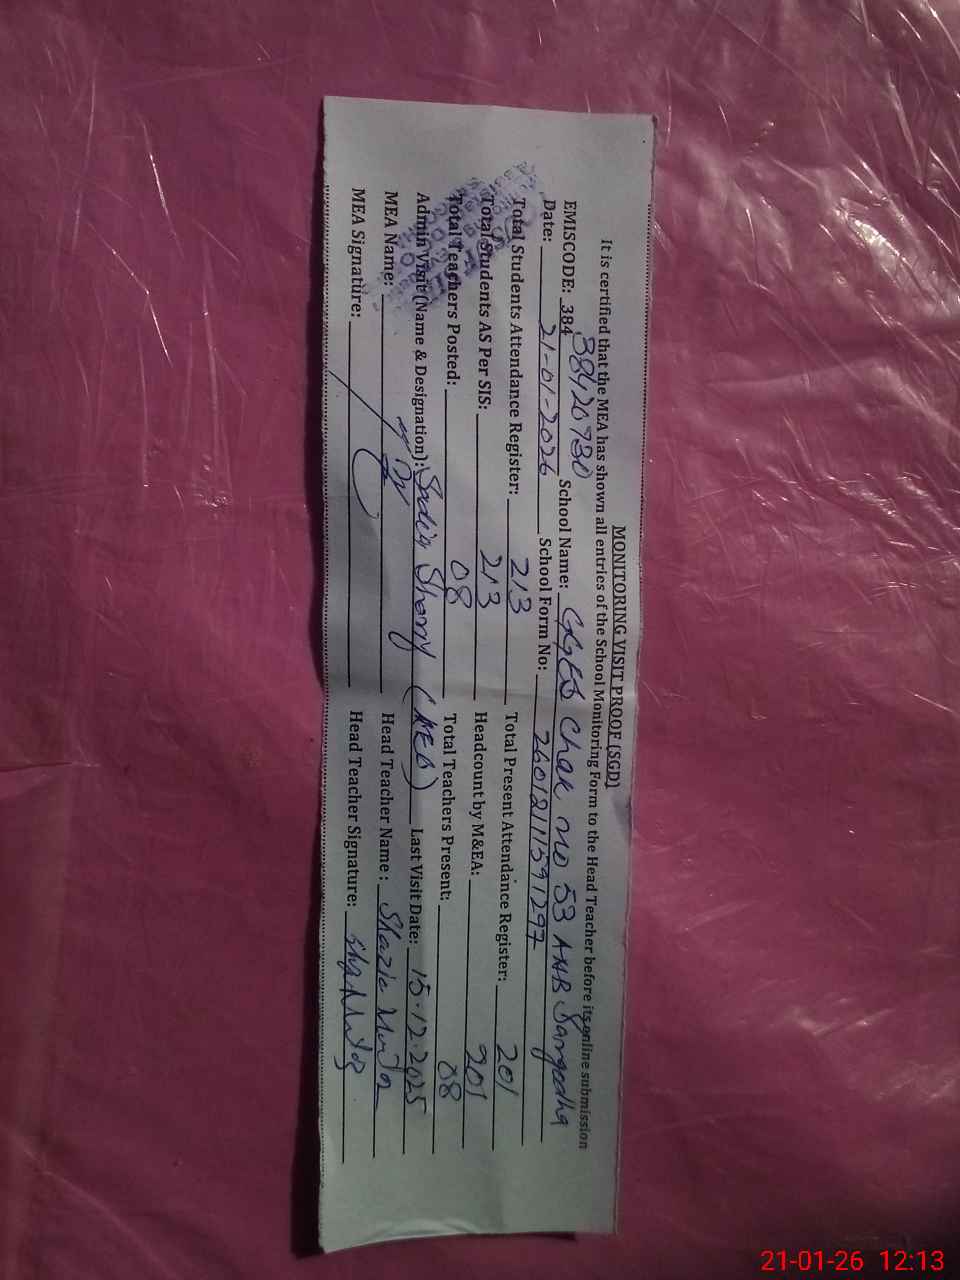 MONITORING VISIT PROOF (SGD)
It is certified that the MEA has shown all entries of the School Monitoring Form to the Head Teacher before its online submission
EMISCODE: 384 38420730 School Name: GGES Chak no 53 AHB Sargodha
Date: 21-01-2026 School Form No: 2601211591297
Total Students Attendance Register: 213 Total Present Attendance Register: 201
Total Students AS Per SIS: 213 Headcount by M&EA: 201
Total Teachers Posted: 08 Total Teachers Present: 08
Admin Visit (Name & Designation): (AEO) Last Visit Date: 15.12.2025
MEA Name: Head Teacher Name: Shazia
MEA Signature: Head Teacher Signature:
21-01-26 12:13